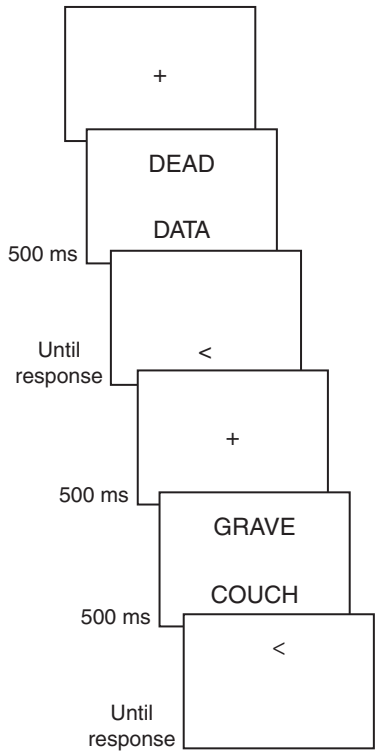 +
DEAD
DATA
500 ms
<
Until
response
+
500 ms
GRAVE
COUCH
500 ms
<
Until
response